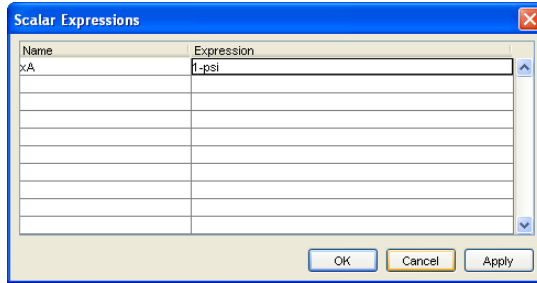 Scalar Expressions
Name Expression
xA 1-psi
OK Cancel Apply